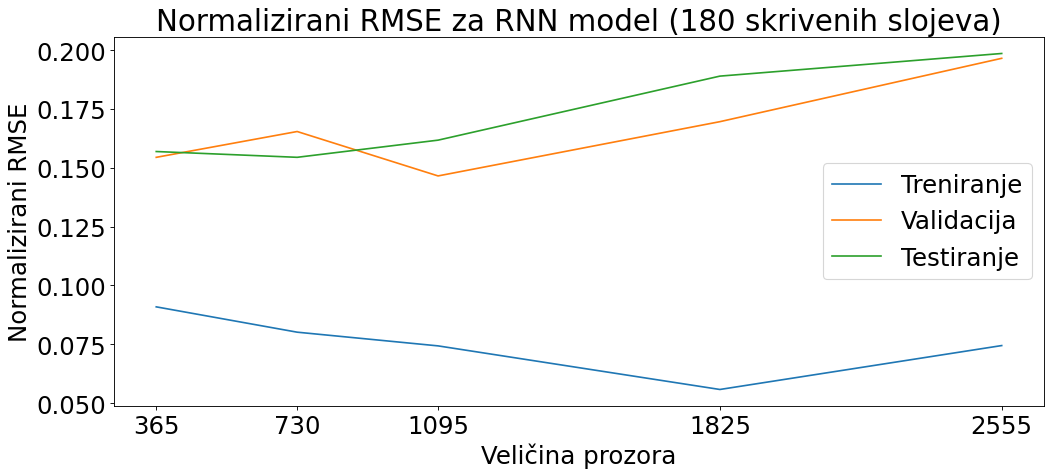 Normalizirani RMSE za RNN model (180 skrivenih slojeva)
Normalizirani RMSE
0.200
0.175
0.150
0.125
0.100
0.075
0.050
Treniranje
Validacija
Testiranje
365 730 1095 1825 2555
Veličina prozora